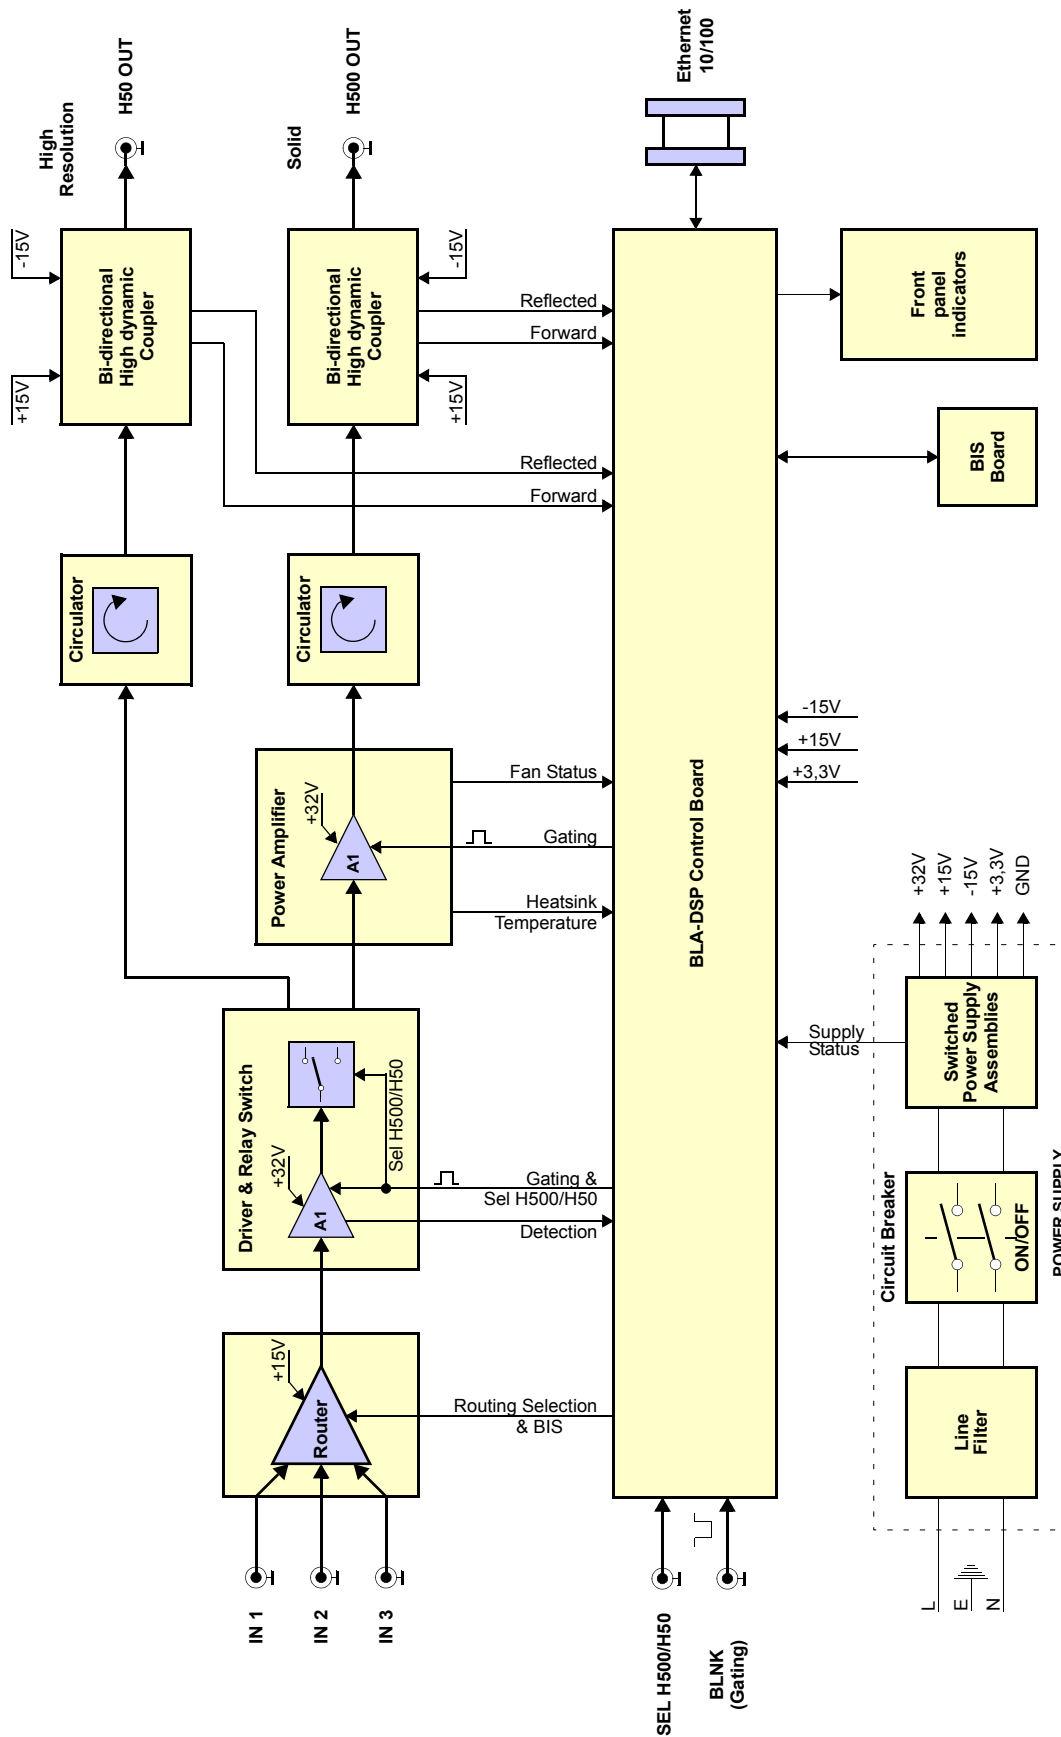 High
Resolution
H50 OUT
-15V
+15V
Bi-directional
High dynamic
Coupler
Circulator
Solid
H500 OUT
Bi-directional
High dynamic
Coupler
-15V
+15V
Circulator
Reflected
Forward
Reflected
Forward
Power Amplifier
+32V
A1
Fan Status
Gating
Heatsink
Temperature
Driver & Relay Switch
+32V
A1
Sel H500/H50
Gating &
Sel H500/H50
Detection
+15V
Router
Routing Selection
& BIS
IN 1
IN 2
IN 3
Ethernet
10/100
BLA-DSP Control Board
Front
panel
indicators
BIS
Board
-15V
+15V
+3,3V
SEL H500/H50
BLNK
(Gating)
Supply
Status
+32V
+15V
-15V
+3,3V
GND
Switched
Power Supply
Assemblies
Circuit Breaker
ON/OFF
Line
Filter
L
E
N
POWER SUPPLY